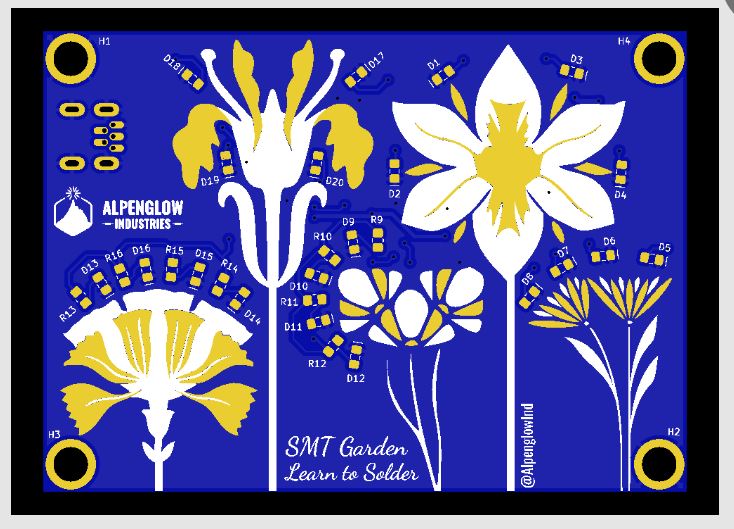 H1
H4
D18
D17
D1
D3
D19
D20
D2
D4
ALPENGLOW
INDUSTRIES
D9
R9
R10
D6
D5
D7
D8
D13
R16
D16
R15
D15
R14
R13
D14
D10
R11
D11
R12
D12
H3
H2
SMT Garden
Learn to Solder
@AlpenglowInd